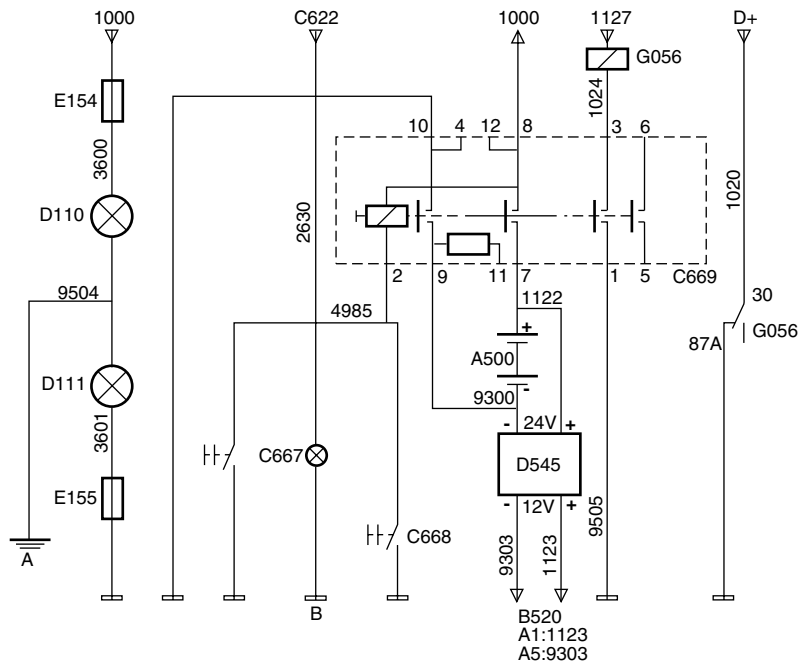 1000 C622 1000 1127 D+
G056
E154
1024
10 4 12 8 3 6
3600
D110
2630
1020
2 9 11 7 1 5 C669
9504
4985
1122
30
G056
87A
+
A500
-
9300
D111
3601
- 24V +
D545
- 12V +
C667
E155
C668
9505
9303
1123
A
B
B520
A1:1123
A5:9303